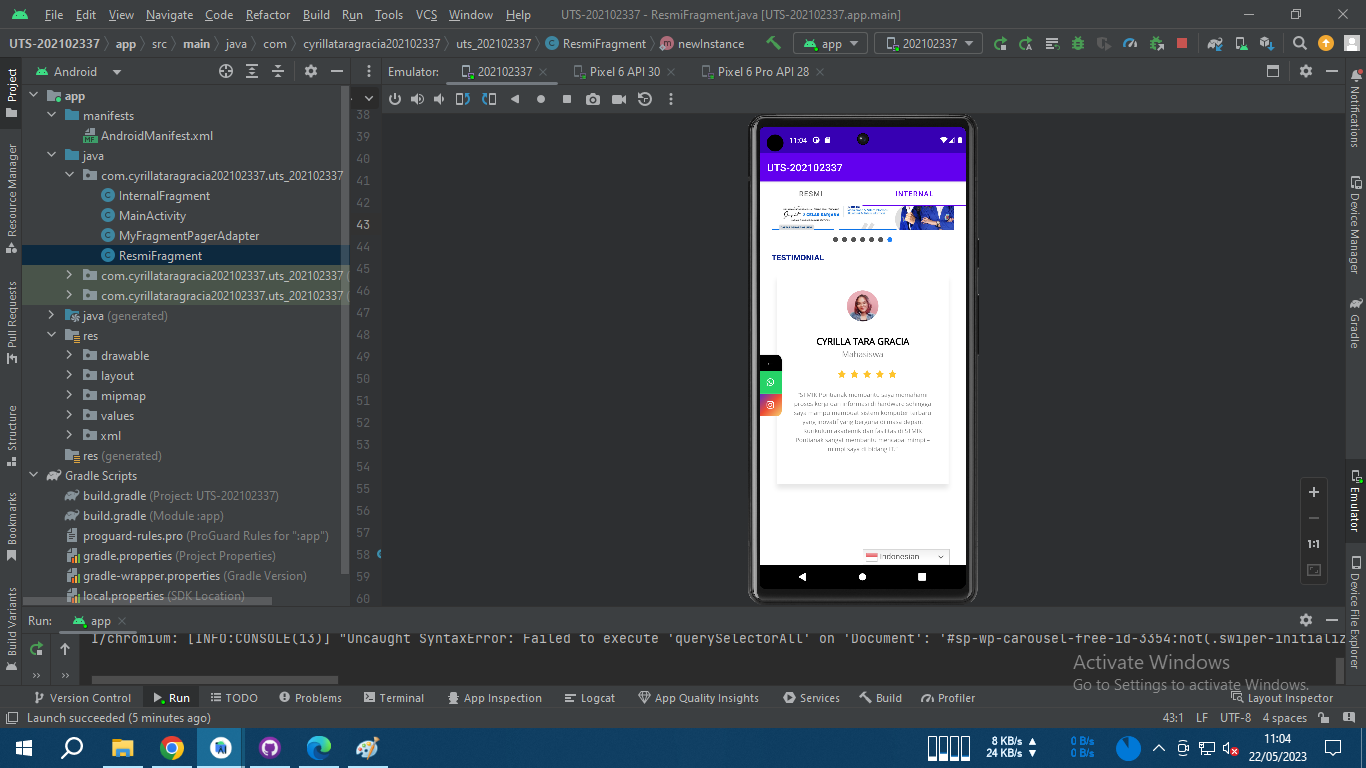 File Edit View Navigate Code Refactor Build Run Tools VCS Window Help UTS-202102337 - ResmiFragment.java [UTS-202102337.app.main]
UTS-202102337 app src main java com cyrillataragracia202102337 uts_202102337 ResmiFragment newInstance app 202102337
Android
Emulator: 202102337 Pixel 6 API 30 Pixel 6 Pro API 28
app
manifests
AndroidManifest.xml
java
com.cyrillataragracia202102337.uts_202102337
InternalFragment
MainActivity
MyFragmentPagerAdapter
ResmiFragment
com.cyrillataragracia202102337.uts_202102337
com.cyrillataragracia202102337.uts_202102337
java (generated)
res
drawable
layout
mipmap
values
xml
res (generated)
Gradle Scripts
build.gradle (Project: UTS-202102337)
build.gradle (Module :app)
proguard-rules.pro (ProGuard Rules for ":app")
gradle.properties (Project Properties)
gradle-wrapper.properties (Gradle Version)
local.properties (SDK Location)
38
39
40
41
42
43
44
45
46
47
48
49
50
51
52
53
54
55
56
57
58
59
60
11:04
UTS-202102337
RESMI INTERNAL
TESTIMONIAL
CYRILLA TARA GRACIA
Mahasiswa
Indonesian
1:1
Project
Resource Manager
Pull Requests
Structure
Bookmarks
Build Variants
Notifications
Device Manager
Gradle
Emulator
Device File Explorer
Run: app
I/chromium: [INFO:CONSOLE(13)] "Uncaught SyntaxError: Failed to execute 'querySelectorAll' on 'Document': '#sp-wp-carousel-free-id-3354:not(.swiper-initializ
Activate Windows
Go to Settings to activate Windows.
Version Control Run TODO Problems Terminal App Inspection Logcat App Quality Insights Services Build Profiler Layout Inspector
Launch succeeded (5 minutes ago) 43:1 LF UTF-8 4 spaces
8 KB/s 0 B/s 11:04
24 KB/s 0 B/s 22/05/2023